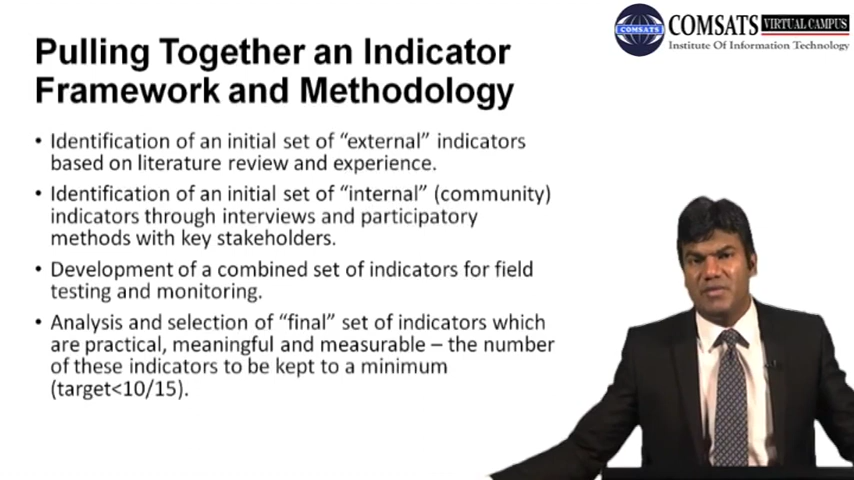 COMSATS
COMSATS VIRTUAL CAMPUS
Institute Of Information Technology
Pulling Together an Indicator
Framework and Methodology
• Identification of an initial set of “external” indicators
based on literature review and experience.
• Identification of an initial set of “internal” (community)
indicators through interviews and participatory
methods with key stakeholders.
• Development of a combined set of indicators for field
testing and monitoring.
• Analysis and selection of “final” set of indicators which
are practical, meaningful and measurable – the number
of these indicators to be kept to a minimum
(target<10/15).